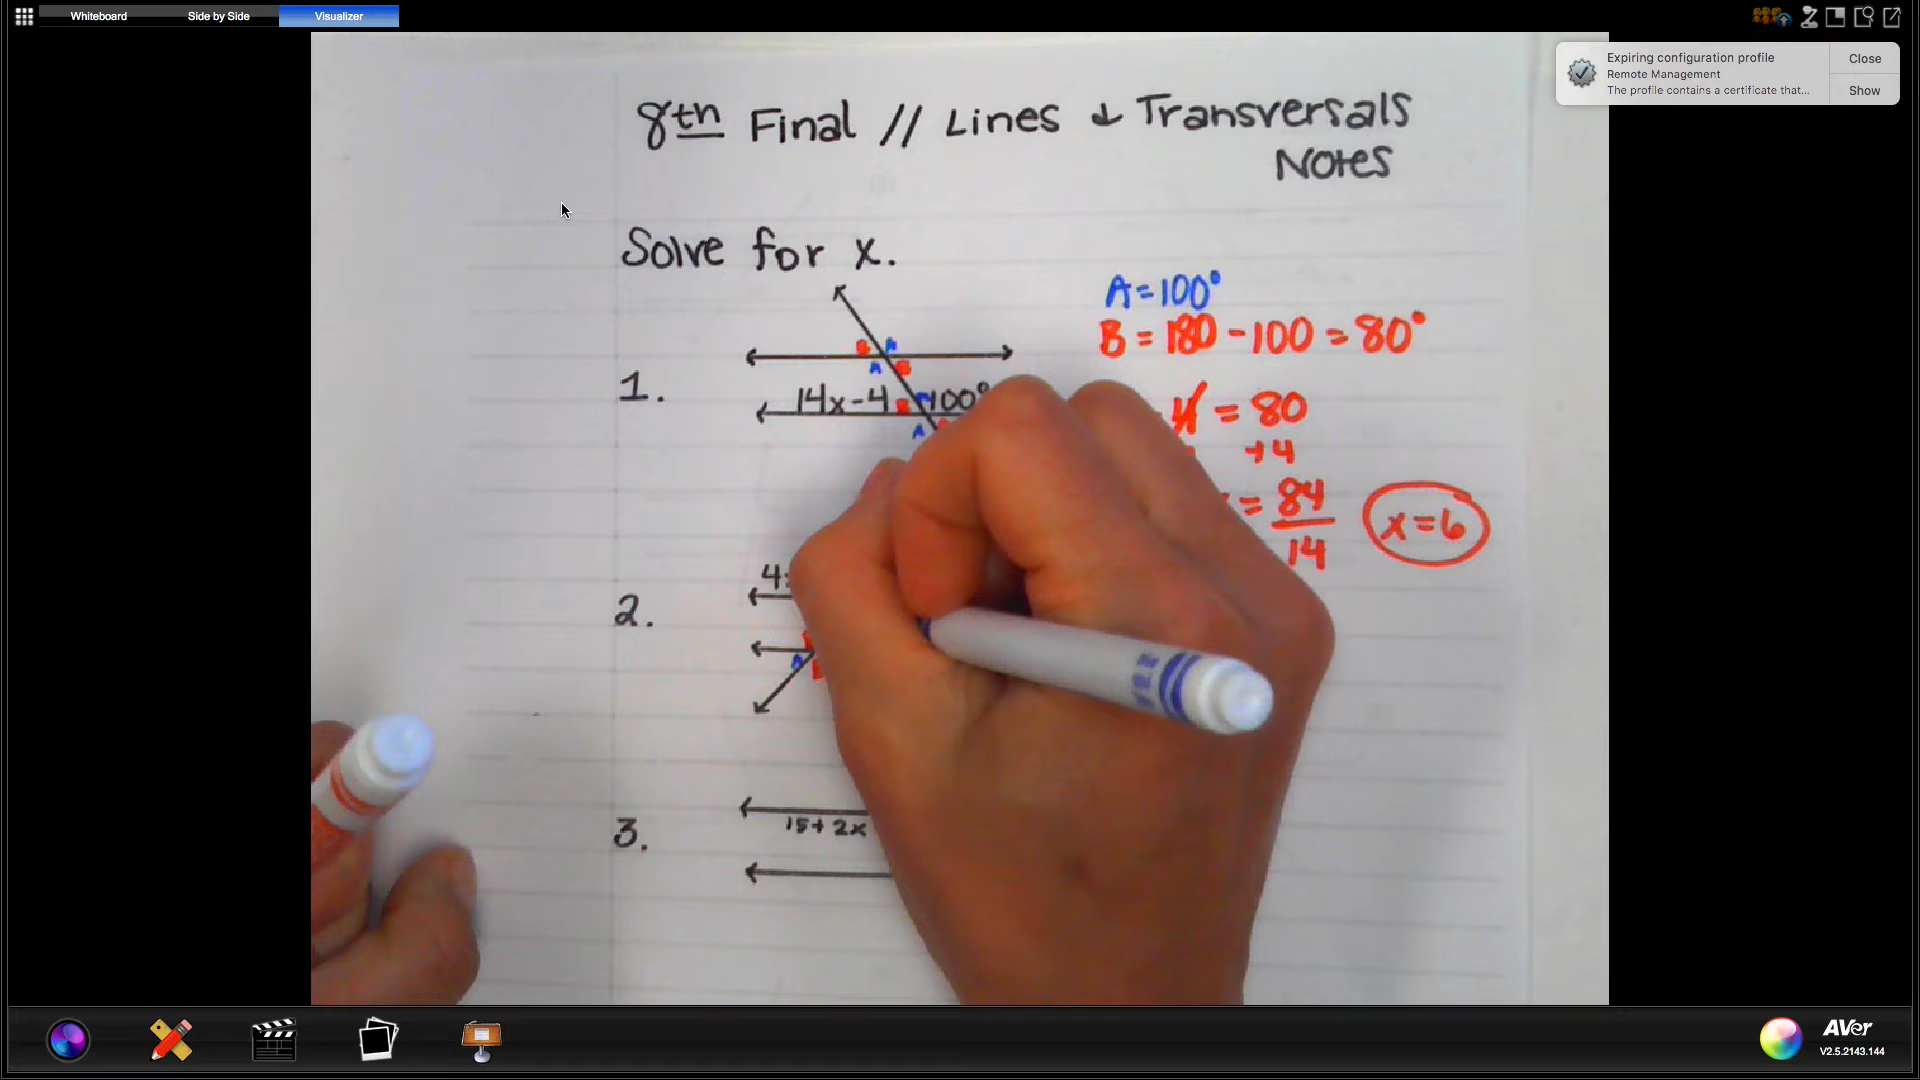 Whiteboard
Side by Side
Visualizer
Expiring configuration profile
Remote Management
The profile contains a certificate that...
Close
Show
8th Final // Lines & Transversals
Notes
Solve for x.
A=100°
B = 180 -100 = 80°
B A
A B
1.
14x-4 B 100°
A
= 80
+4
= 84
14
x=6
4
2.
A
3.
15+2x
AVer
V2.5.2143.144